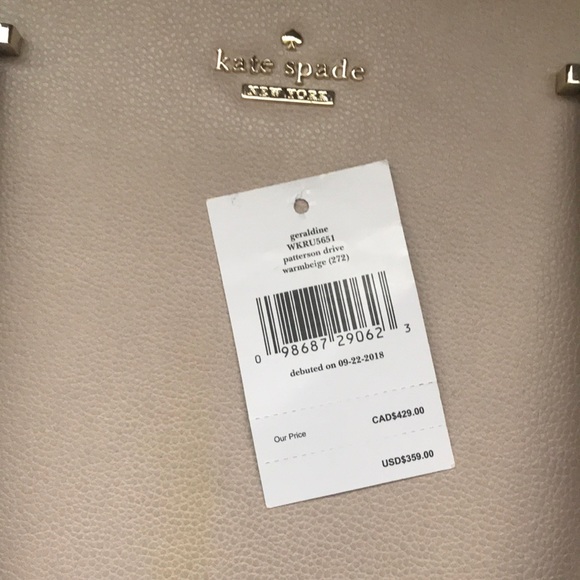 kate spade
NEW YORK
geraldine
WKRU5651
patterson drive
warmbeige (272)
0 98687 29062 3
debuted on 09-22-2018
Our Price CAD$429.00
USD$359.00